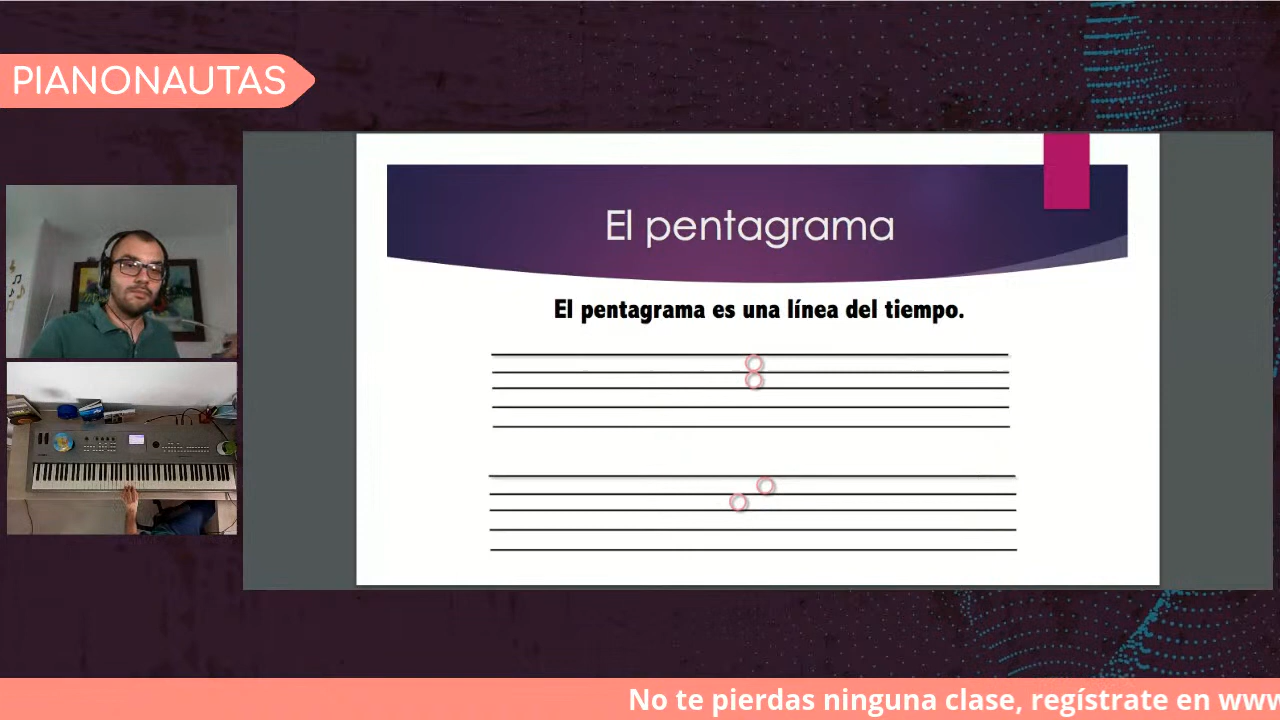 PIANONAUTAS
El pentagrama
El pentagrama es una línea del tiempo.
No te pierdas ninguna clase, regístrate en www